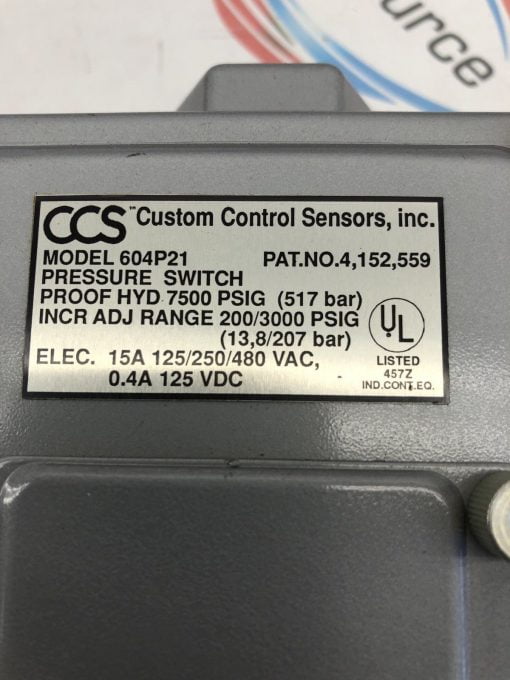 ource
CCS™ Custom Control Sensors, inc.
MODEL 604P21 PAT.NO.4,152,559
PRESSURE SWITCH
PROOF HYD 7500 PSIG (517 bar)
INCR ADJ RANGE 200/3000 PSIG
(13,8/207 bar)
ELEC. 15A 125/250/480 VAC,
0.4A 125 VDC
UL
LISTED
457Z
IND.CONT.EQ.